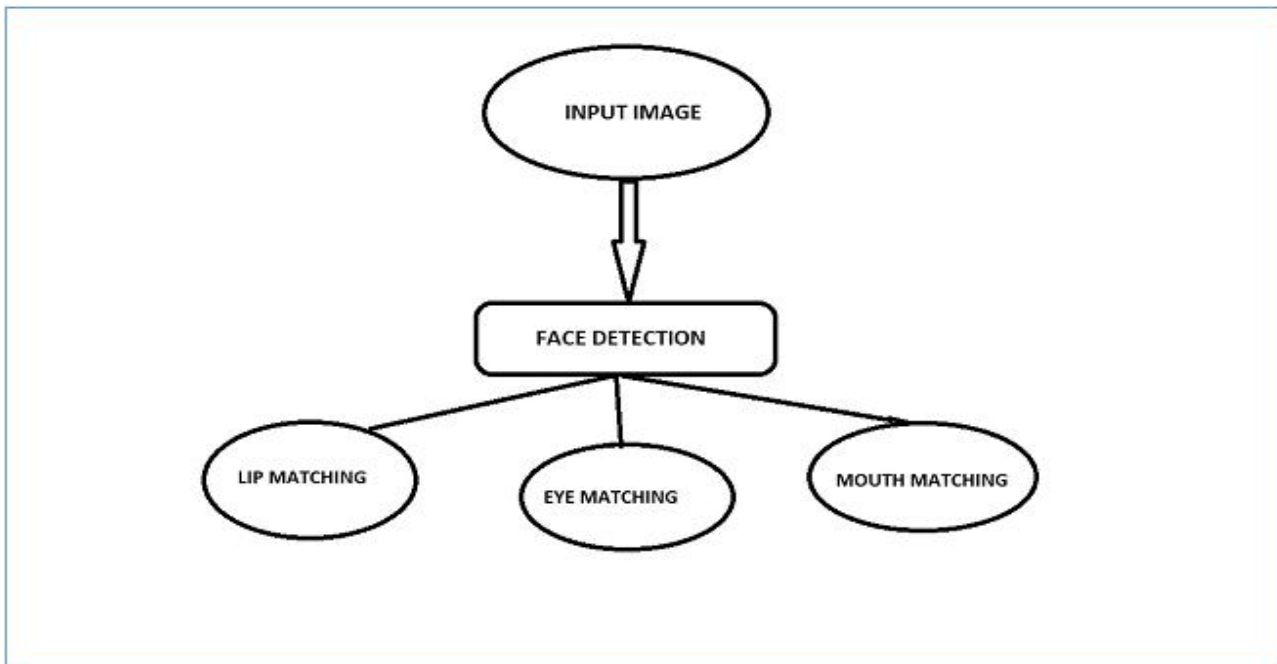 INPUT IMAGE
FACE DETECTION
LIP MATCHING
EYE MATCHING
MOUTH MATCHING